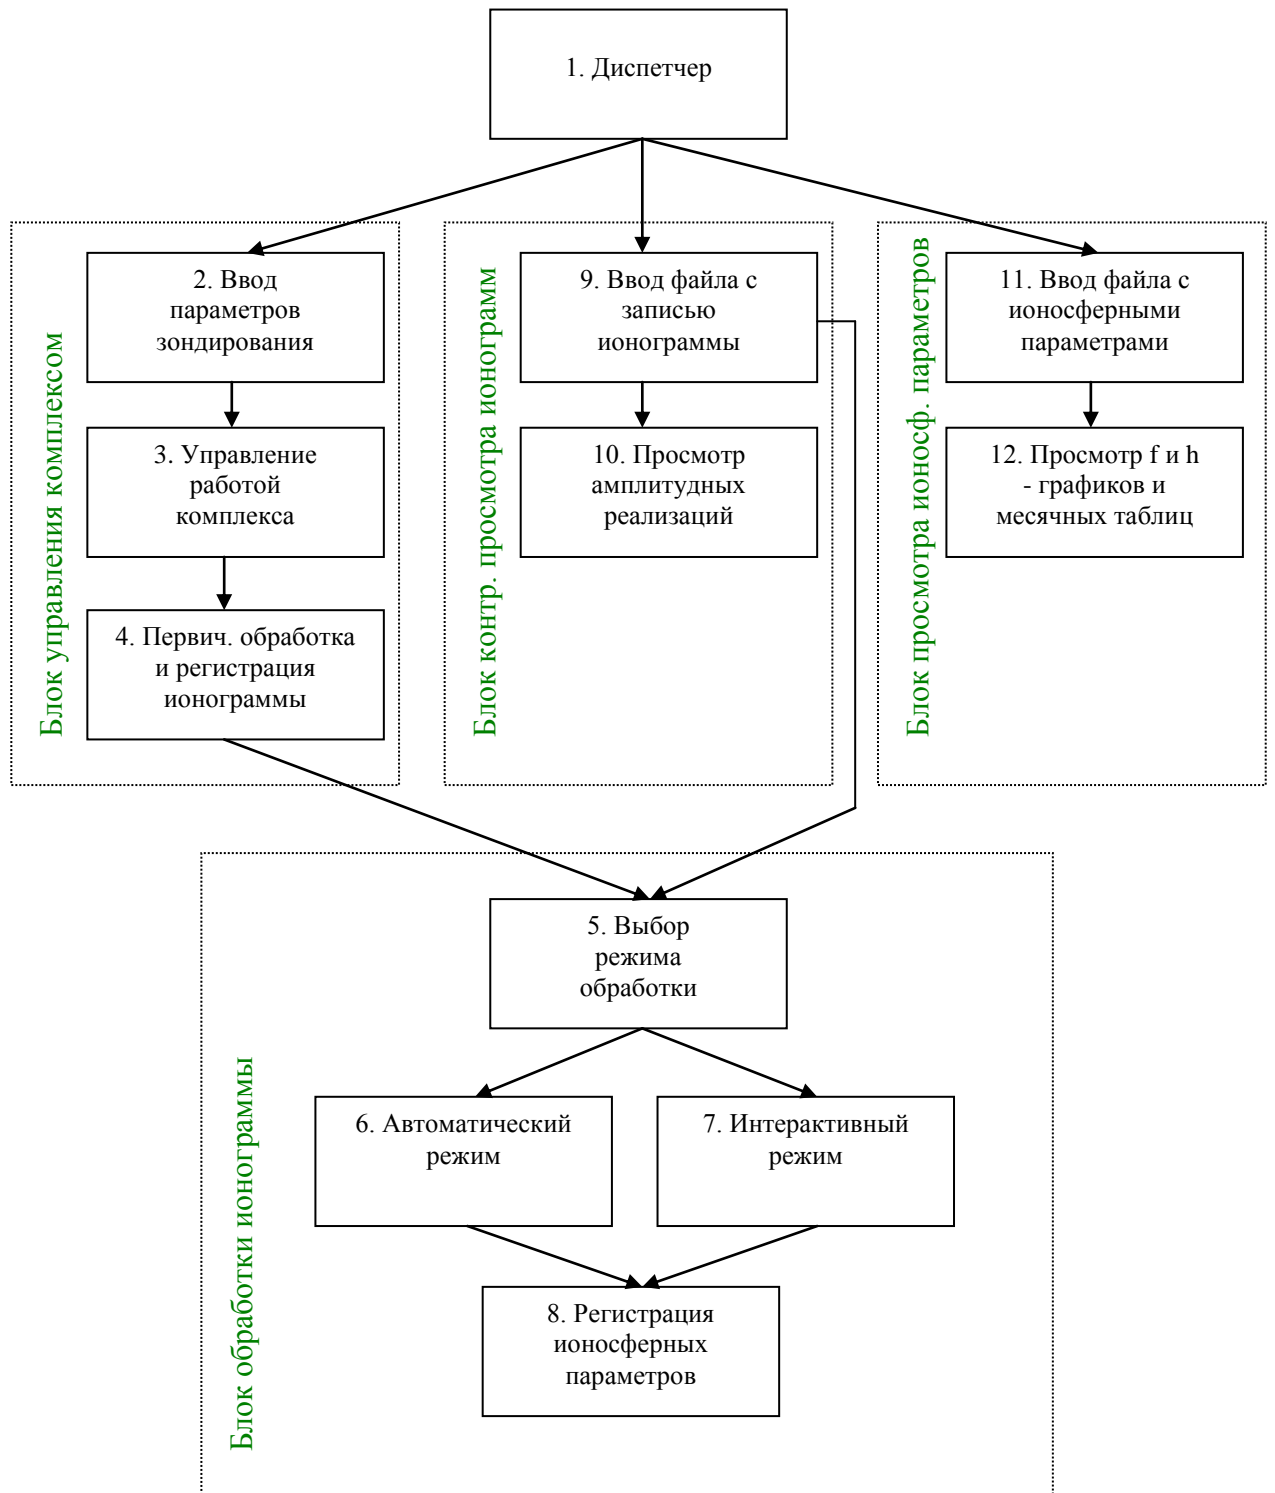 1. Диспетчер
Блок управления комплексом
2. Ввод
параметров
зондирования
3. Управление
работой
комплекса
4. Первич. обработка
и регистрация
ионограммы
Блок контр. просмотра ионограмм
9. Ввод файла с
записью
ионограммы
10. Просмотр
амплитудных
реализаций
Блок просмотра ионосф. параметров
11. Ввод файла с
ионосферными
параметрами
12. Просмотр f и h
- графиков и
месячных таблиц
Блок обработки ионограммы
5. Выбор
режима
обработки
6. Автоматический
режим
7. Интерактивный
режим
8. Регистрация
ионосферных
параметров